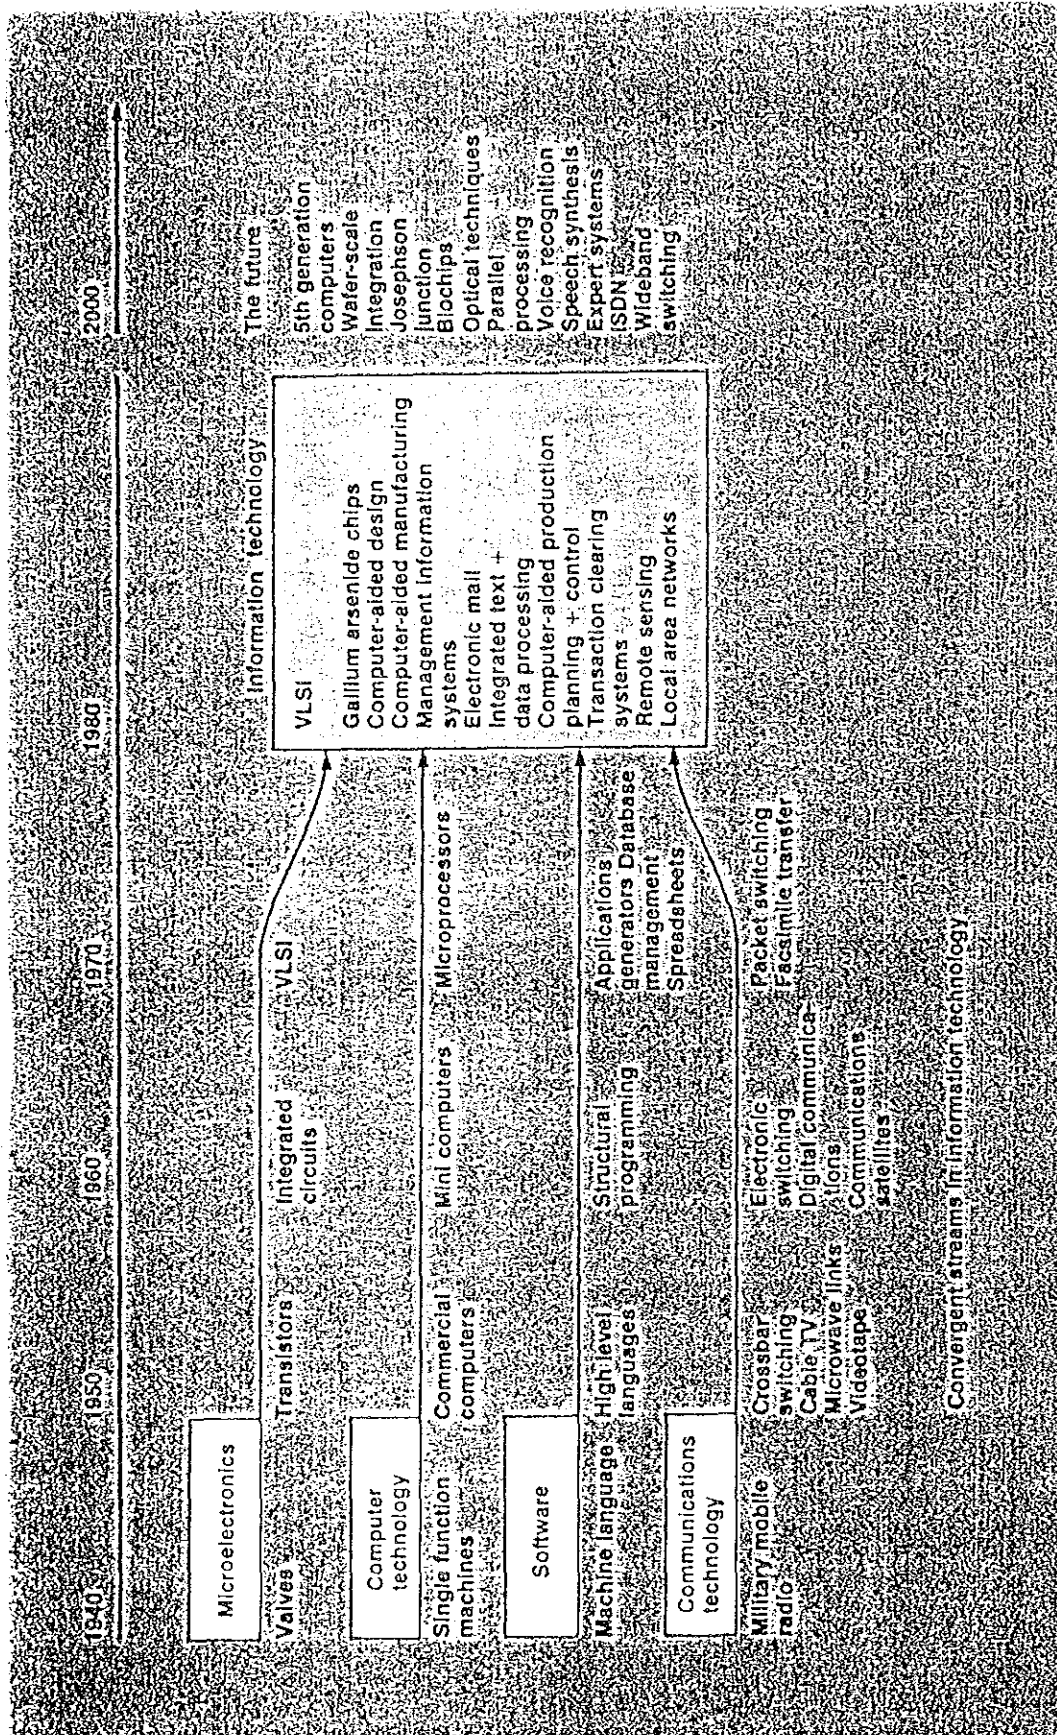 1940
1950
1960
1970
1980
2000
Microelectronics
Valves
Transistors
Integrated
circuits
VLSI
Computer
technology
Single function
machines
Commercial
computers
Mini computers
Microprocessors
Software
Machine language
High level
languages
Structural
programming
Applications
generators Database
management
Spreadsheets
Communications
technology
Military mobile
radio
Crossbar
switching
Cable TV
Microwave links
Videotape
Electronic
switching
Digital communica-
tions
Communications
satellites
Packet switching
Facsimile transfer
Information technology
VLSI
Gallium arsenide chips
Computer-aided design
Computer-aided manufacturing
Management information
systems
Electronic mail
Integrated text +
data processing
Computer-aided production
planning + control
Transaction clearing
systems
Remote sensing
Local area networks
The future
5th generation
computers
Wafer-scale
Integration
Josephson
junction
Biochips
Optical techniques
Parallel
processing
Voice recognition
Speech synthesis
Expert systems
ISDN
Wideband
switching
Convergent streams in information technology